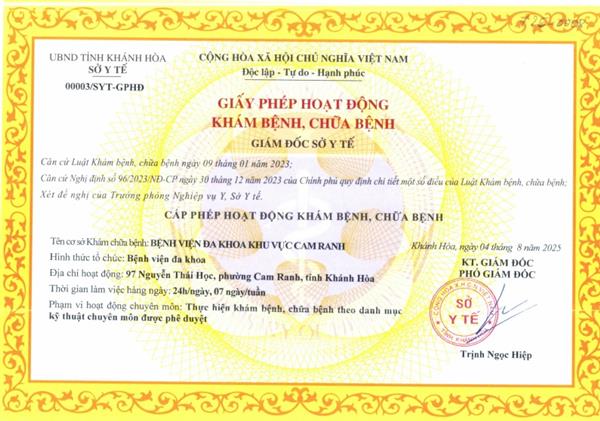 UBND TỈNH KHÁNH HÒA
SỞ Y TẾ
00003/SYT-GPHĐ
CỘNG HÒA XÃ HỘI CHỦ NGHĨA VIỆT NAM
Độc lập - Tự do - Hạnh phúc
GIẤY PHÉP HOẠT ĐỘNG
KHÁM BỆNH, CHỮA BỆNH
GIÁM ĐỐC SỞ Y TẾ
Căn cứ Luật Khám bệnh, chữa bệnh ngày 09 tháng 01 năm 2023;
Căn cứ Nghị định số 96/2023/NĐ-CP ngày 30 tháng 12 năm 2023 của Chính phủ quy định chi tiết một số điều của Luật Khám bệnh, chữa bệnh;
Xét đề nghị của Trưởng phòng Nghiệp vụ Y, Sở Y tế.
CẤP PHÉP HOẠT ĐỘNG KHÁM BỆNH, CHỮA BỆNH
Tên cơ sở Khám chữa bệnh: BỆNH VIỆN ĐA KHOA KHU VỰC CAM RANH
Hình thức tổ chức: Bệnh viện đa khoa
Địa chỉ hoạt động: 97 Nguyễn Thái Học, phường Cam Ranh, tỉnh Khánh Hòa
Thời gian làm việc hàng ngày: 24h/ngày, 07 ngày/tuần
Phạm vi hoạt động chuyên môn: Thực hiện khám bệnh, chữa bệnh theo danh mục
kỹ thuật chuyên môn được phê duyệt
Khánh Hòa, ngày 04 tháng 8 năm 2025
KT. GIÁM ĐỐC
PHÓ GIÁM ĐỐC
SỞ
Y TẾ
Trịnh Ngọc Hiệp